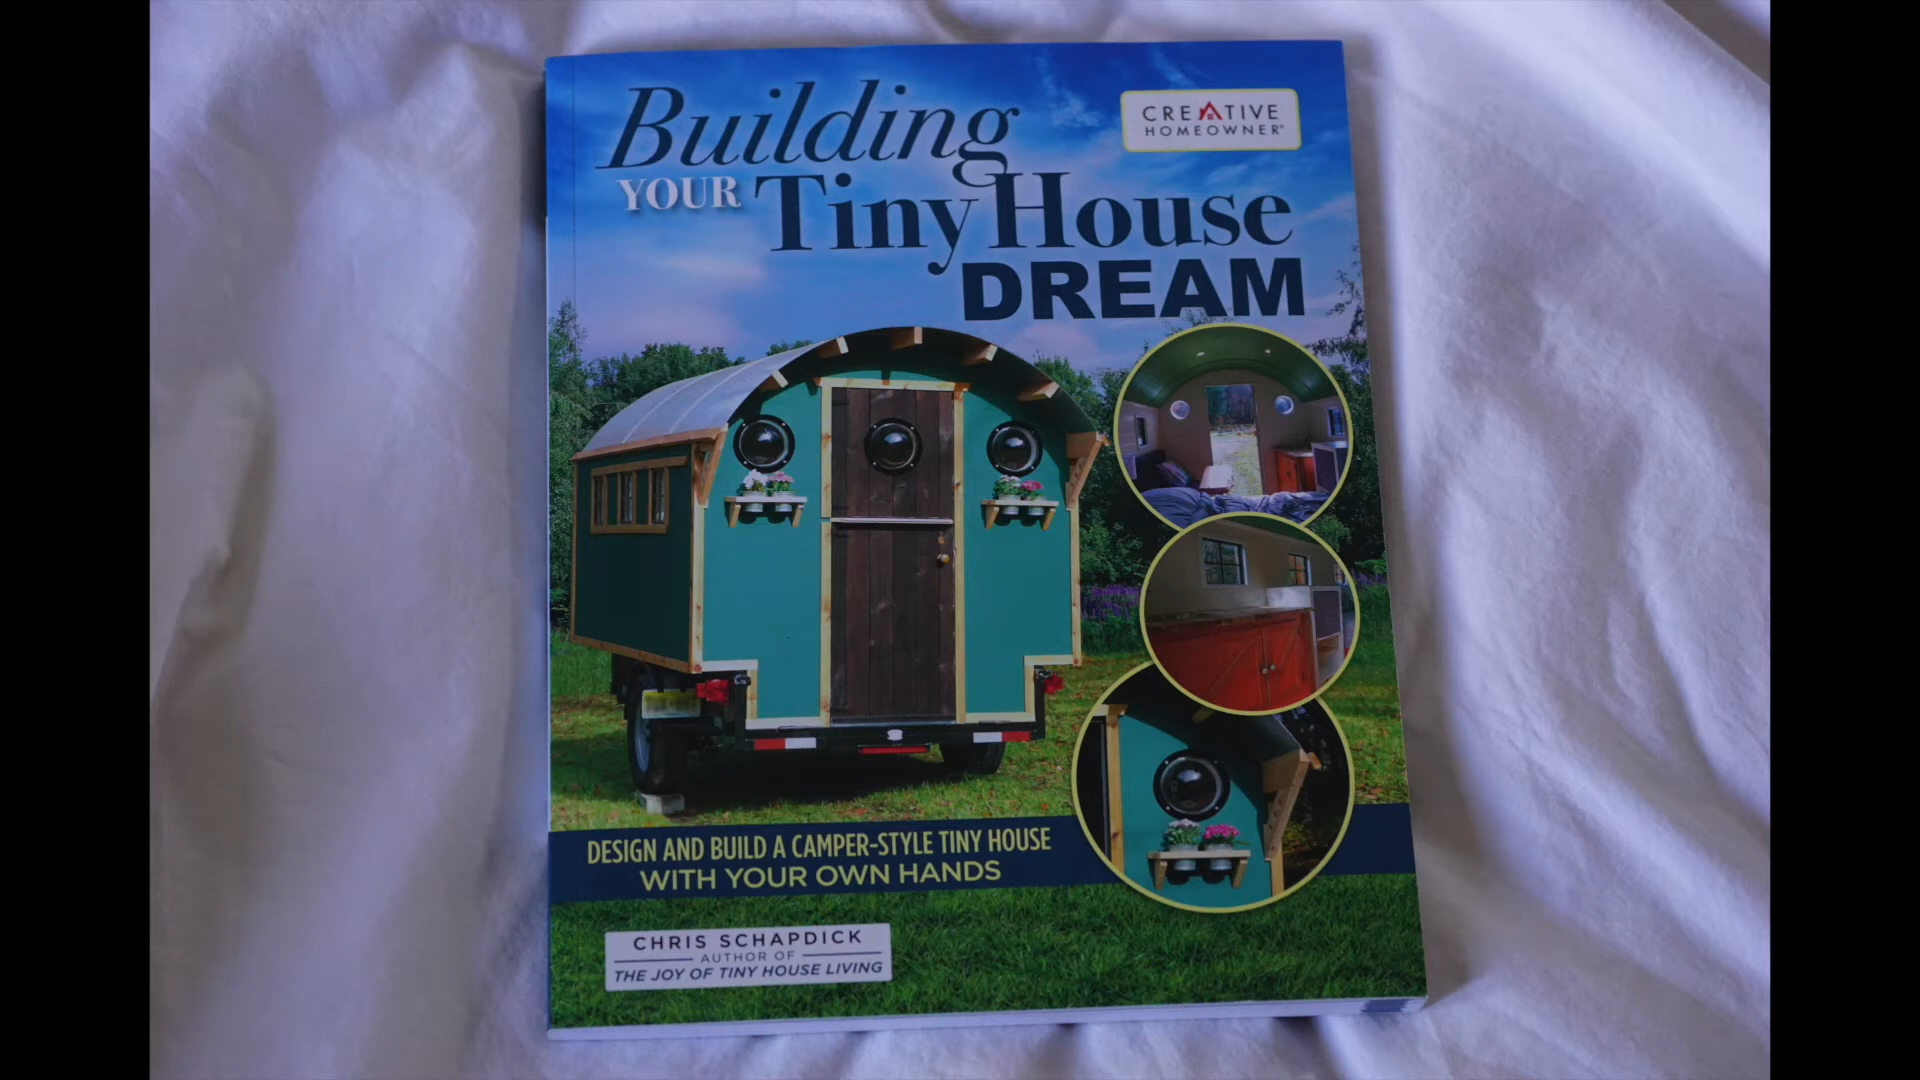 Building
YOUR Tiny House
DREAM
CREATIVE
HOMEOWNER®
DESIGN AND BUILD A CAMPER-STYLE TINY HOUSE
WITH YOUR OWN HANDS
CHRIS SCHAPDICK
AUTHOR OF
THE JOY OF TINY HOUSE LIVING